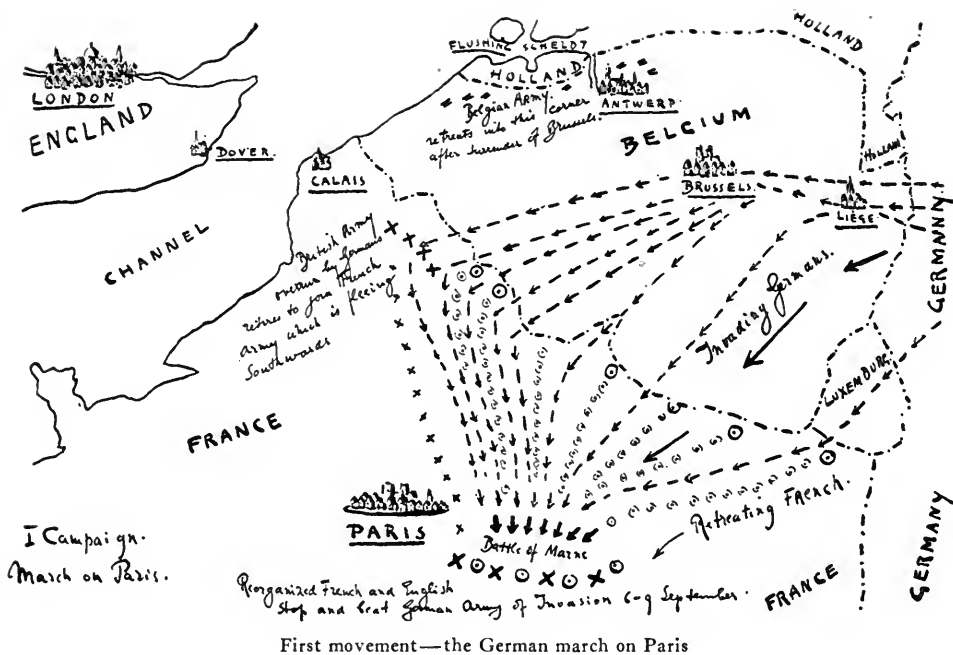 LONDON
ENGLAND
DOVER.
CALAIS
CHANNEL
FLUSHING SCHELDT
HOLLAND
HOLLAND
HOLLAND
ANTWERP.
Belgian Army.
retreats into this corner
after surrender of Brussels.
BELGIUM
BRUSSELS.
LIÉGE
GERMANY
British Army
overrun by Germans
retires to join French
Army which is fleeing
Southwards
Invading Germans.
LUXEMBURG.
FRANCE
PARIS
Retreating FRENCH.
Battle of Marne
GERMANY
FRANCE
I Campaign.
March on Paris.
Reorganized French and English
Stop and beat German Army of Invasion 6-9 September.
First movement—the German march on Paris